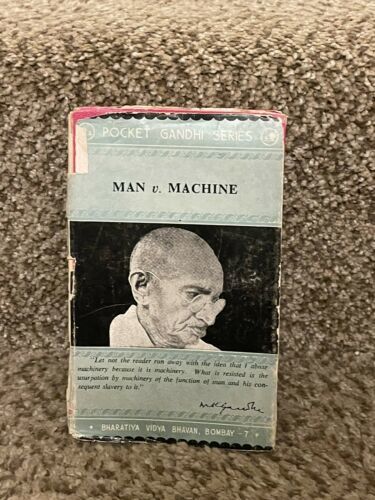 POCKET GANDHI SERIES
MAN v. MACHINE
"Let not the reader run away with the idea that I abuse
machinery because it is machinery. What is resisted is the
usurpation by machinery of the function of man and his con-
sequent slavery to it."
MKGandhi
BHARATIYA VIDYA BHAVAN, BOMBAY-7